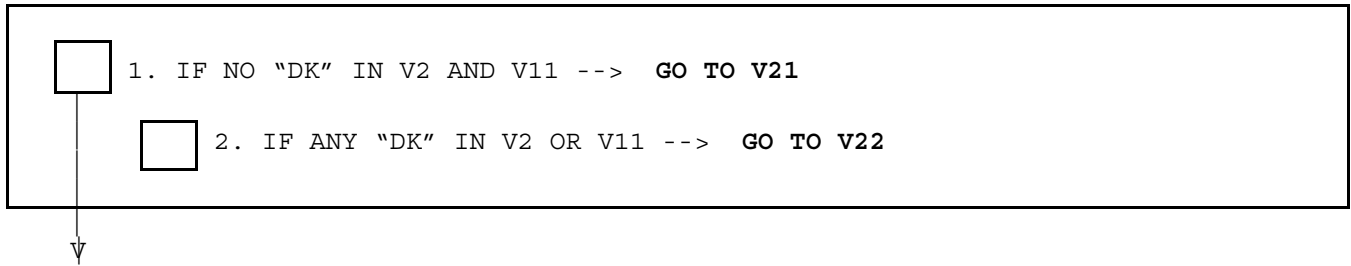 1. IF NO “DK” IN V2 AND V11 --> GO TO V21
2. IF ANY “DK” IN V2 OR V11 --> GO TO V22
V